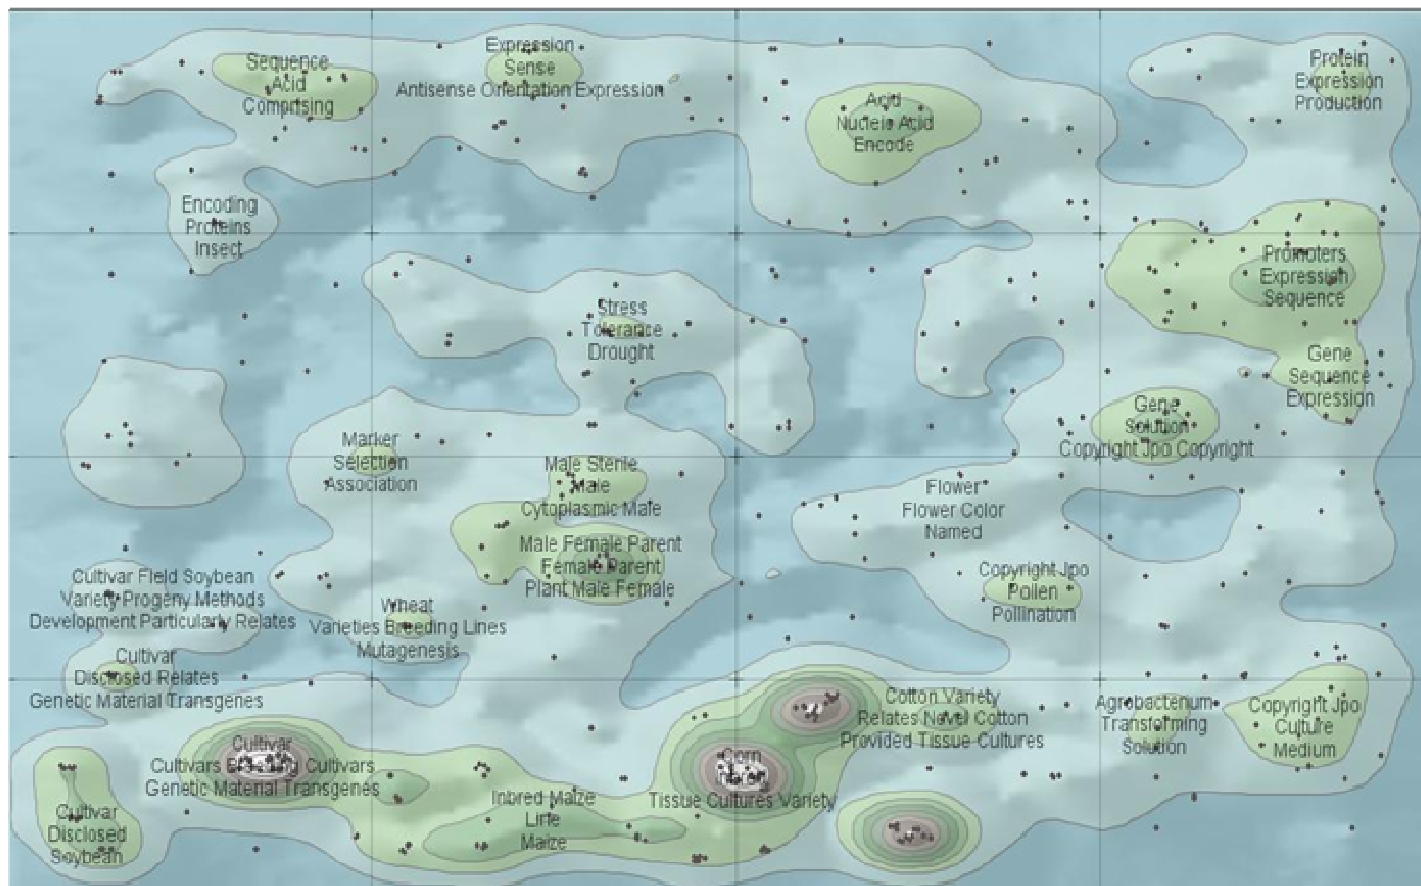 Sequence
Acid
Comprising
Expression
Sense
Antisense Orientation Expression
Acid
Nucleic Acid
Encode
Protein
Expression
Production
Encoding
Proteins
Insect
Promoters
Expression
Sequence
Stress
Tolerance
Drought
Gene
Sequence
Expression
Gene
Solution
Copyright Jpo Copyright
Marker
Selection
Association
Male Sterile
Male
Cytoplasmic Male
Flower
Flower Color
Named
Male Female Parent
Female Parent
Plant Male Female
Copyright Jpo
Pollen
Pollination
Cultivar Field Soybean
Variety Progeny Methods
Development Particularly Relates
Wheat
Varieties Breeding Lines
Mutagenesis
Cultivar
Disclosed Relates
Genetic Material Transgenes
Cotton Variety
Relates Novel Cotton
Provided Tissue Cultures
Agrobacterium
Transforming
Solution
Copyright Jpo
Culture
Medium
Cultivar
Cultivars Breeding Cultivars
Genetic Material Transgenes
Corn
Tissue Cultures Variety
Inbred Maize
Line
Maize
Cultivar
Disclosed
Soybean